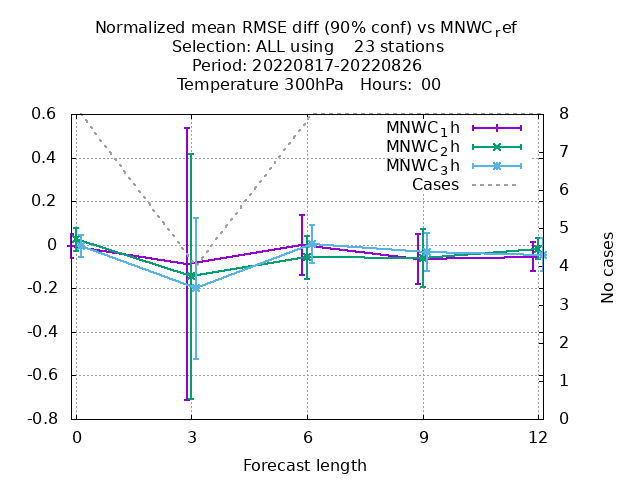 Normalized mean RMSE diff (90% conf) vs MNWC_ref
Selection: ALL using    23 stations
Period: 20220817-20220826
Temperature 300hPa   Hours:  00
MNWC_1h
MNWC_2h
MNWC_3h
Cases
0.6
0.4
0.2
0
-0.2
-0.4
-0.6
-0.8
8
7
6
5
4
3
2
1
0
No cases
0 3 6 9 12
Forecast length